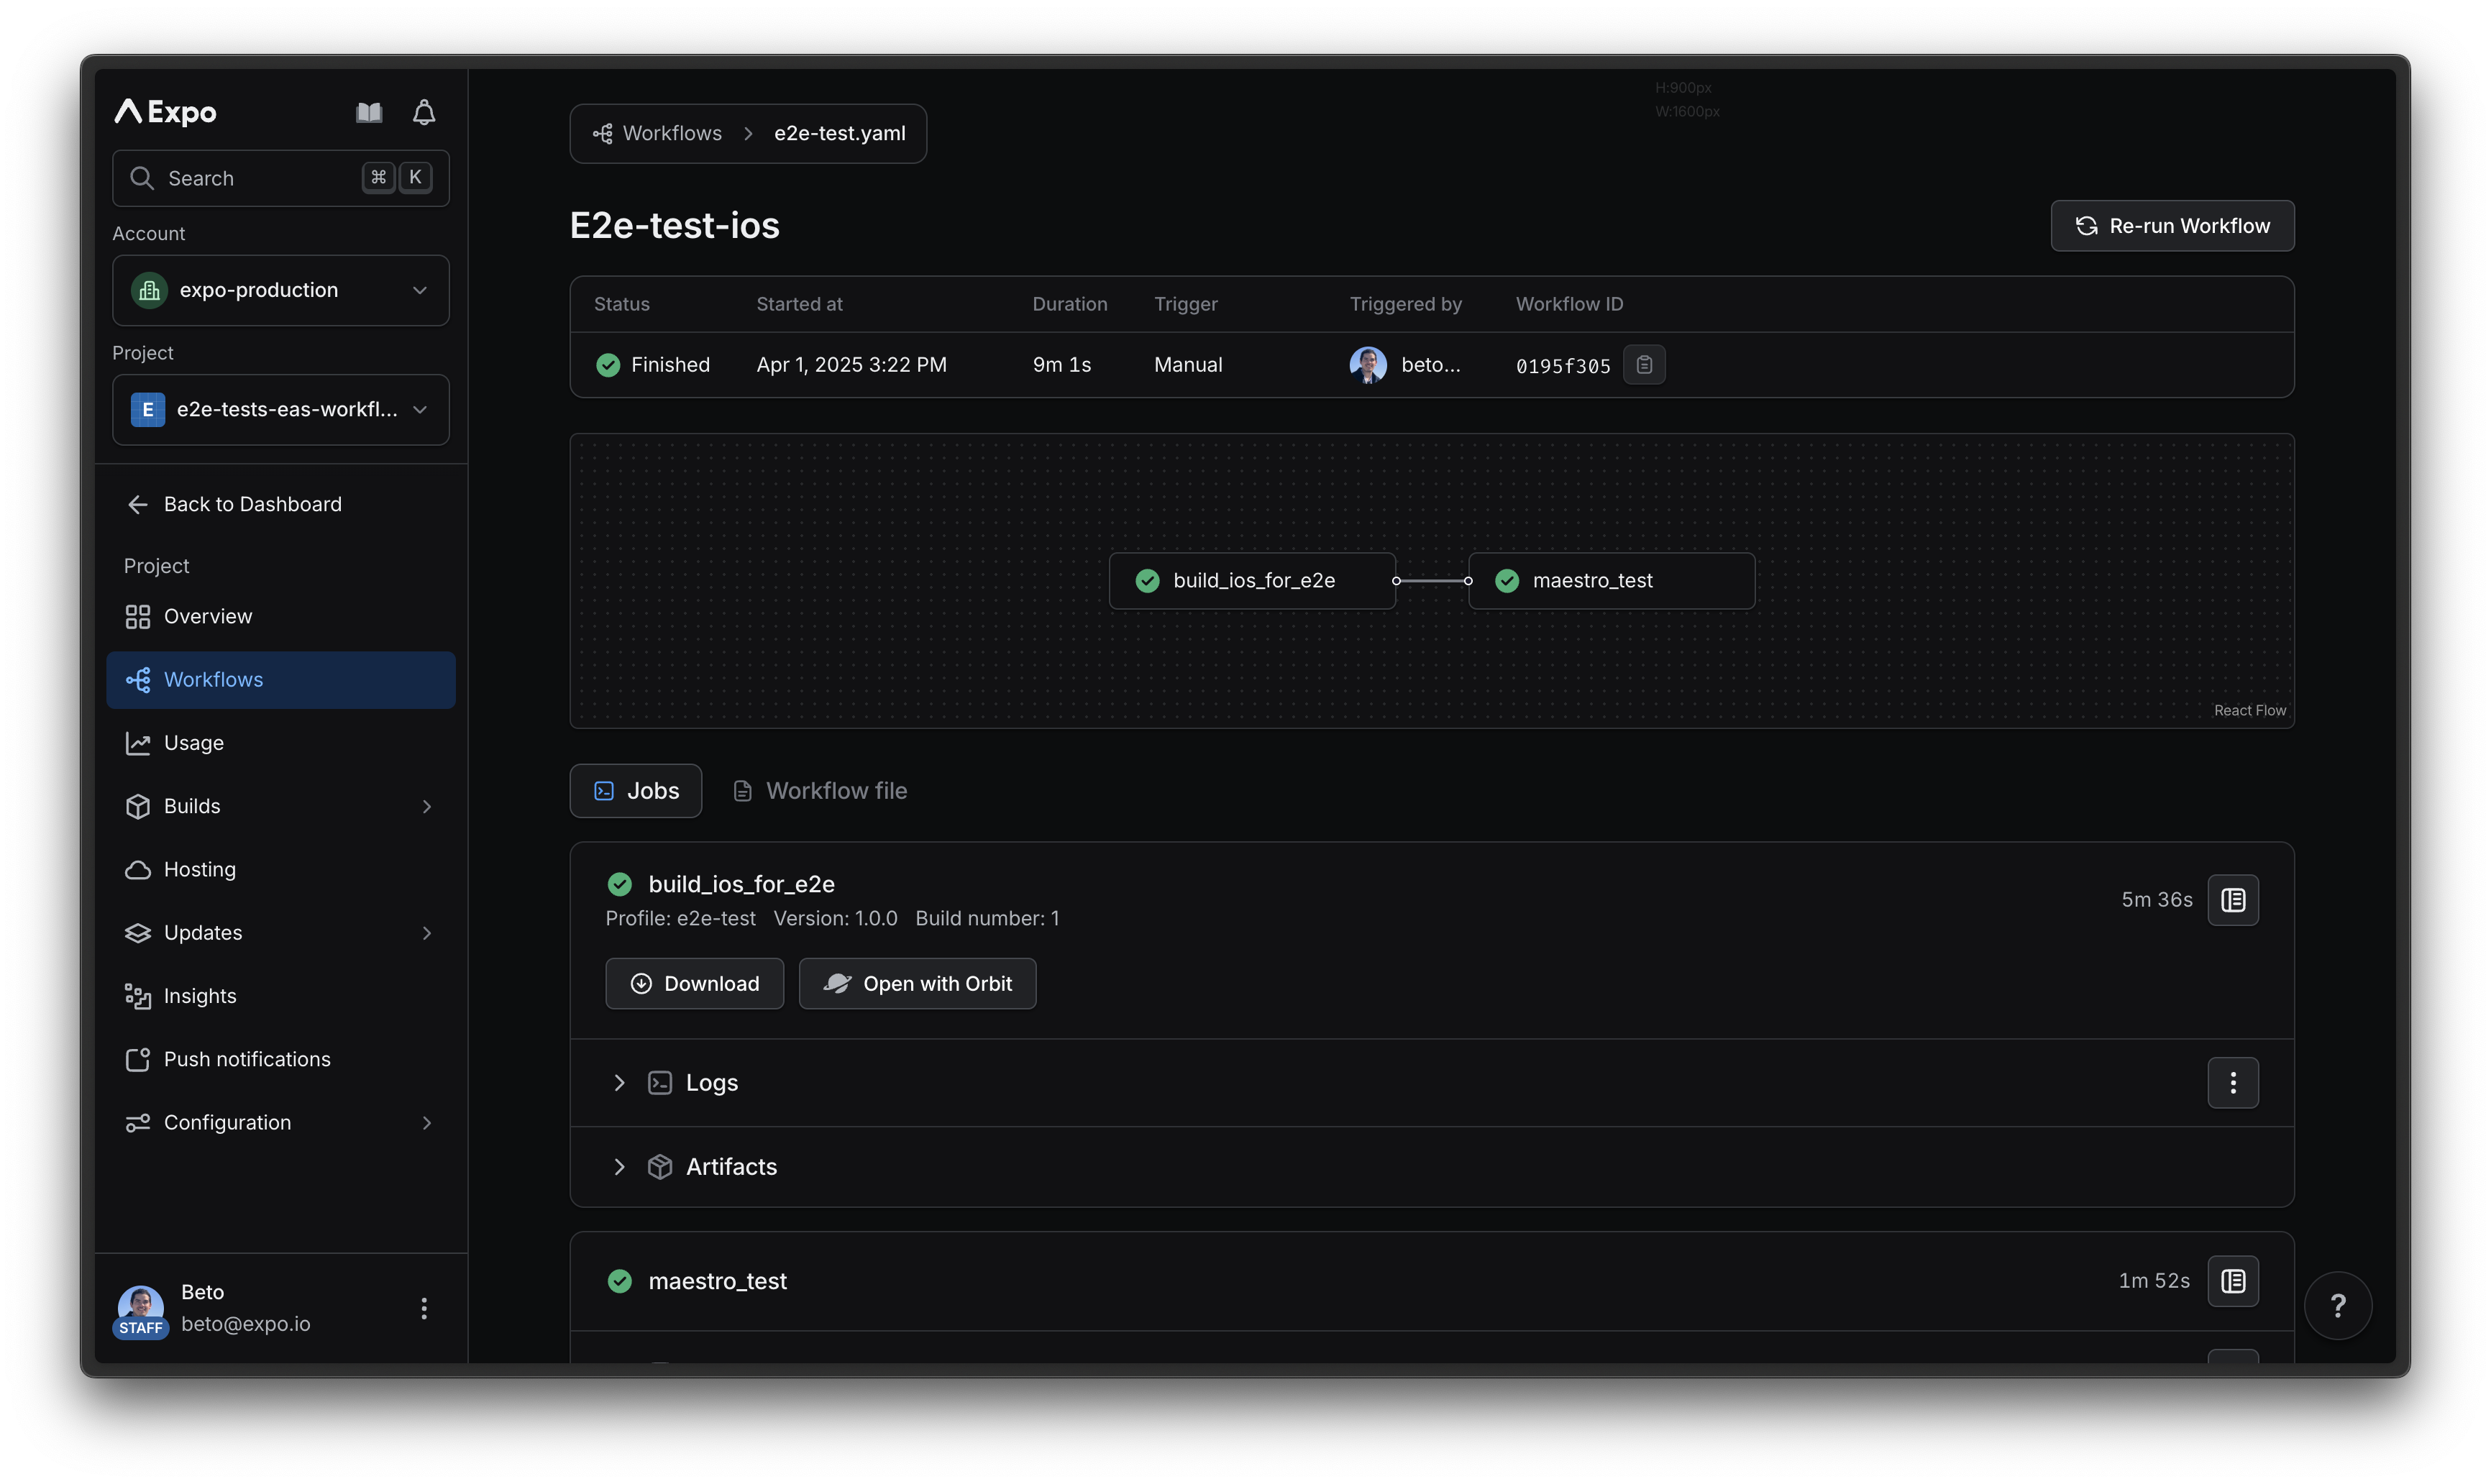 Expo
Search ⌘ K
Account
expo-production
Project
E e2e-tests-eas-workfl...
Back to Dashboard
Project
Overview
Workflows
Usage
Builds
Hosting
Updates
Insights
Push notifications
Configuration
Beto
STAFF
beto@expo.io
H:900px
W:1600px
Workflows > e2e-test.yaml
E2e-test-ios
Re-run Workflow
Status Started at Duration Trigger Triggered by Workflow ID
Finished Apr 1, 2025 3:22 PM 9m 1s Manual beto... 0195f305
build_ios_for_e2e maestro_test
React Flow
Jobs Workflow file
build_ios_for_e2e
5m 36s
Profile: e2e-test Version: 1.0.0 Build number: 1
Download Open with Orbit
Logs
Artifacts
maestro_test 1m 52s
?